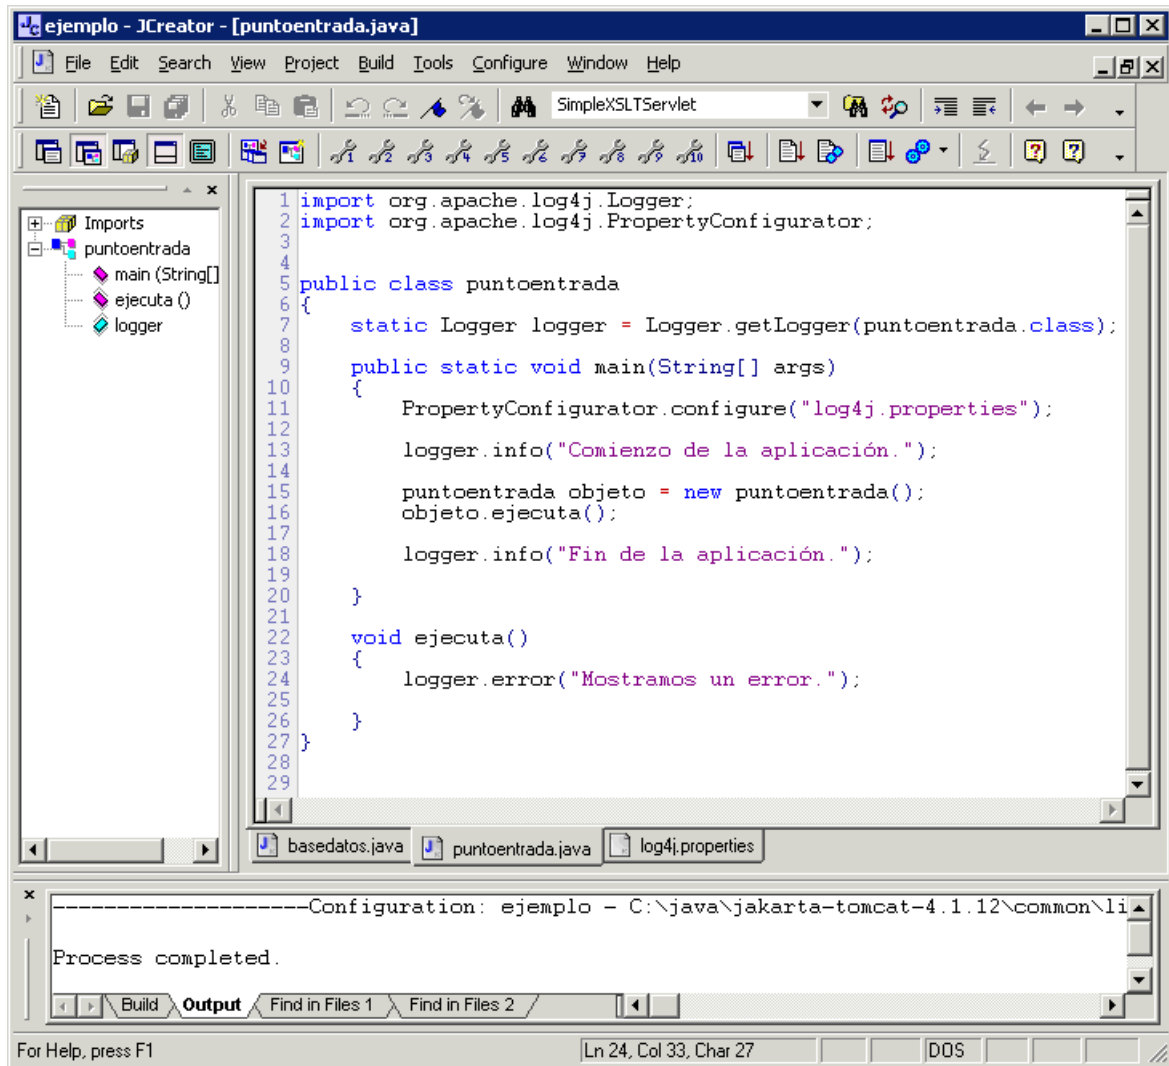 ejemplo - JCreator - [puntoentrada.java]
File Edit Search View Project Build Tools Configure Window Help
SimpleXSLTServlet
Imports
puntoentrada
main (String[]
ejecuta ()
logger
1 import org.apache.log4j.Logger;
2 import org.apache.log4j.PropertyConfigurator;
3
4
5 public class puntoentrada
6 {
7 static Logger logger = Logger.getLogger(puntoentrada.class);
8
9 public static void main(String[] args)
10 {
11 PropertyConfigurator.configure("log4j.properties");
12
13 logger.info("Comienzo de la aplicación.");
14
15 puntoentrada objeto = new puntoentrada();
16 objeto.ejecuta();
17
18 logger.info("Fin de la aplicación.");
19
20 }
21
22 void ejecuta()
23 {
24 logger.error("Mostramos un error.");
25
26 }
27 }
28
29
basedatos.java puntoentrada.java log4j.properties
--------------------Configuration: ejemplo - C:\java\jakarta-tomcat-4.1.12\common\li
Process completed.
Build Output Find in Files 1 Find in Files 2
For Help, press F1 Ln 24, Col 33, Char 27 DOS